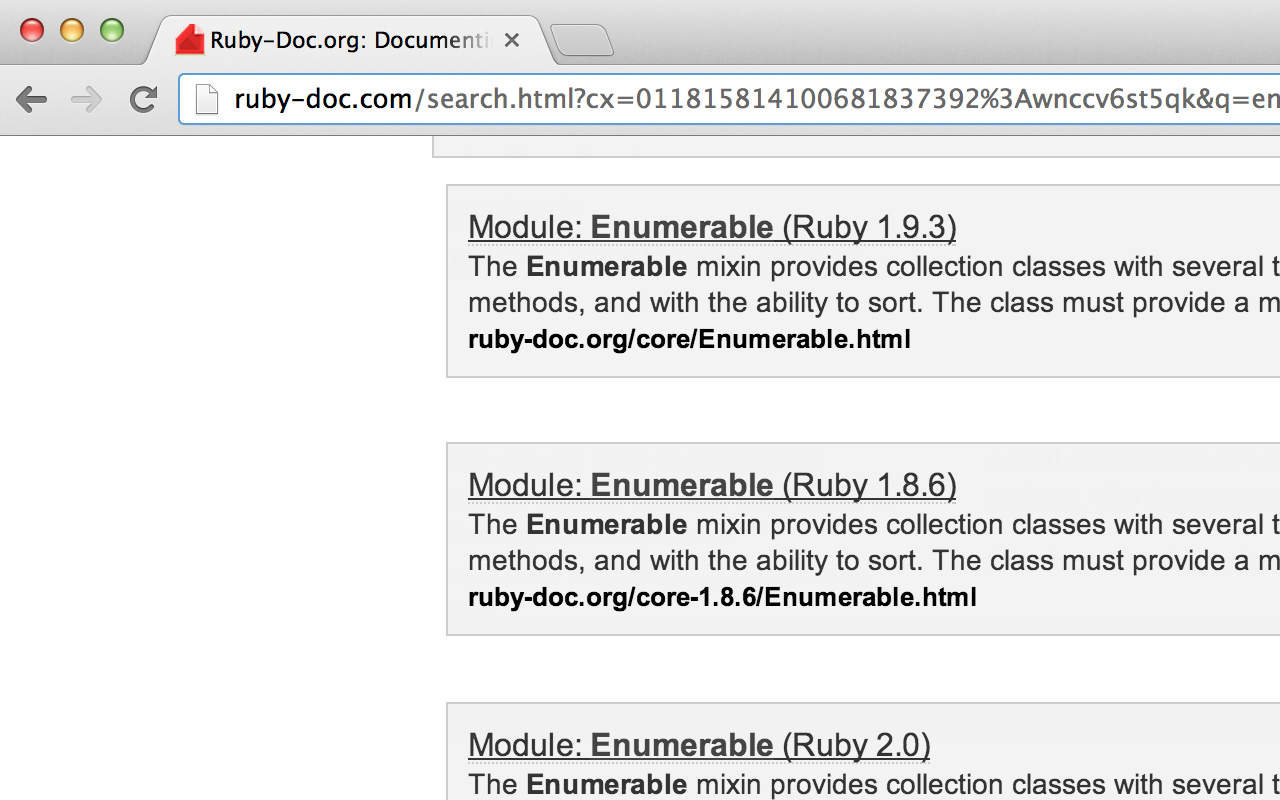 Ruby-Doc.org: Documenti
ruby-doc.com/search.html?cx=011815814100681837392%3Awnccv6st5qk&q=en
Module: Enumerable (Ruby 1.9.3)
The Enumerable mixin provides collection classes with several t
methods, and with the ability to sort. The class must provide a m
ruby-doc.org/core/Enumerable.html
Module: Enumerable (Ruby 1.8.6)
The Enumerable mixin provides collection classes with several t
methods, and with the ability to sort. The class must provide a m
ruby-doc.org/core-1.8.6/Enumerable.html
Module: Enumerable (Ruby 2.0)
The Enumerable mixin provides collection classes with several t